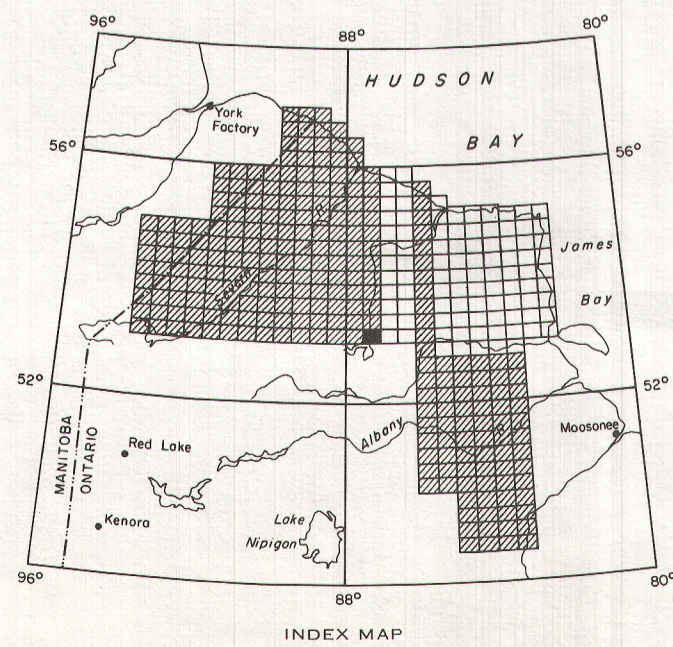 96°
88°
80°
HUDSON
BAY
York
Factory
56°
56°
James
Bay
Severn
R.
52°
52°
MANITOBA
ONTARIO
Red Lake
Kenora
Albany
R.
Moosonee
Lake
Nipigon
96°
88°
80°
INDEX MAP